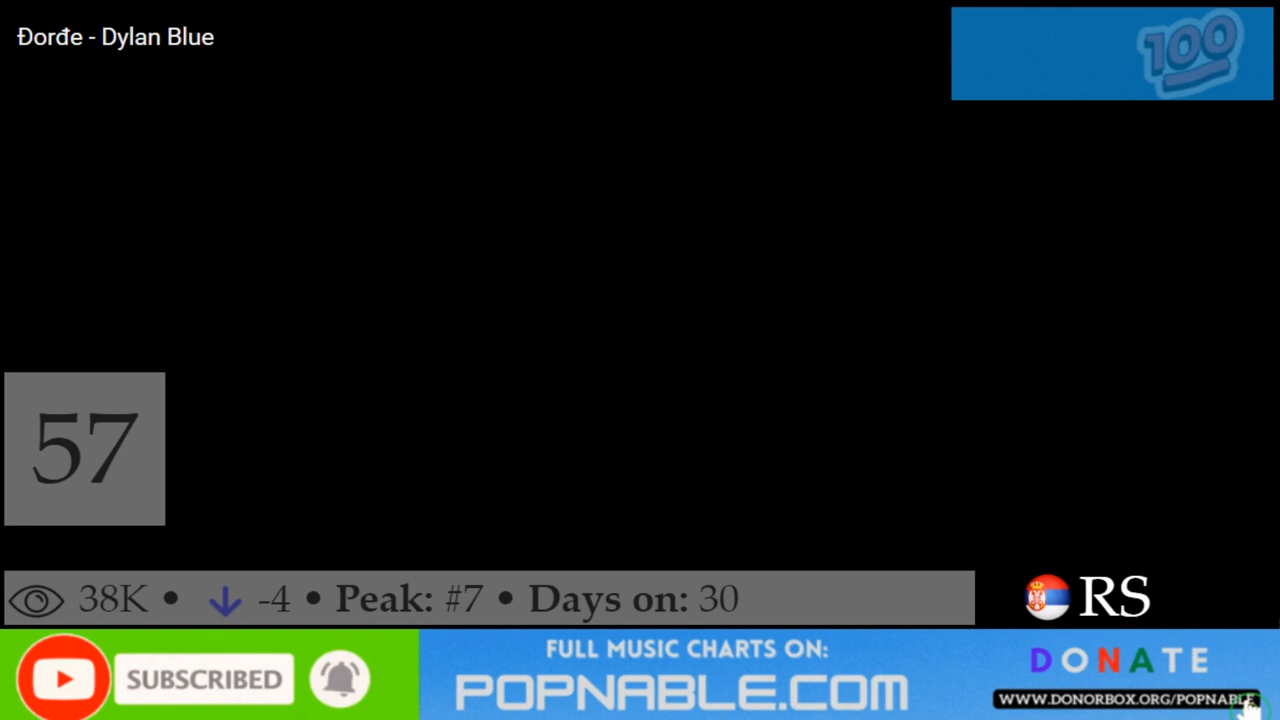 Đorđe - Dylan Blue
100
57
38K • -4 • Peak: #7 • Days on: 30
RS
SUBSCRIBED
FULL MUSIC CHARTS ON:
POPNABLE.COM
DONATE
WWW.DONORBOX.ORG/POPNABLE